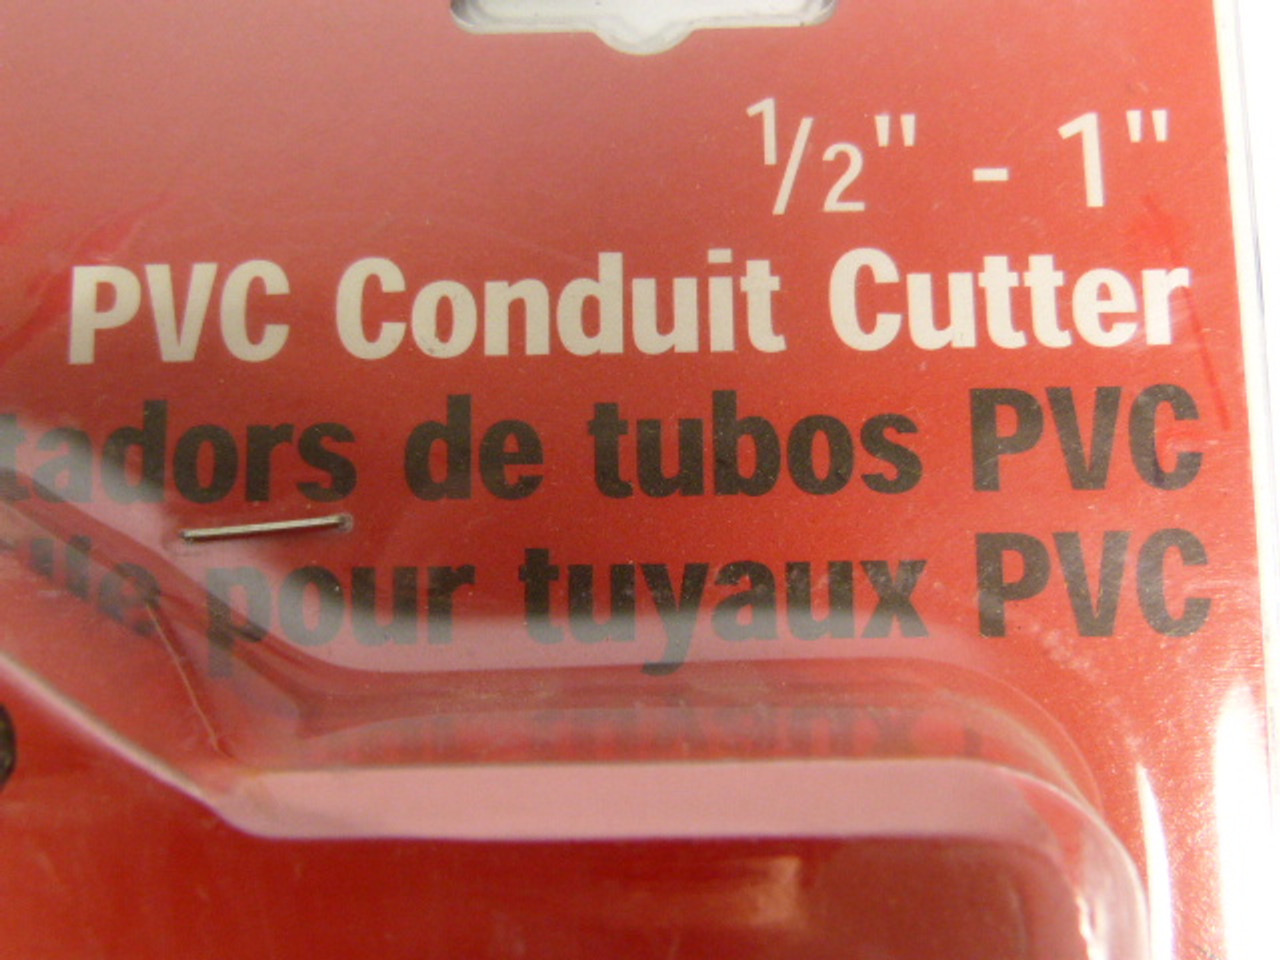 1/2" - 1"
PVC Conduit Cutter
tadors de tubos PVC
pour tuyaux PVC